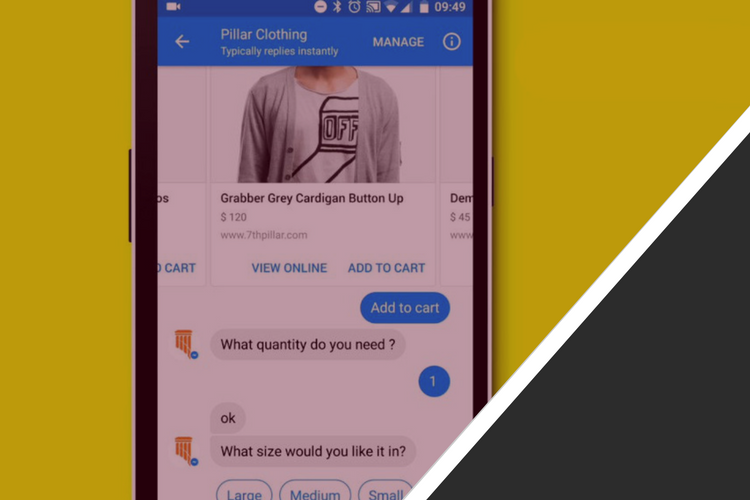 09:49
Pillar Clothing
Typically replies instantly
MANAGE
OFF
os
Grabber Grey Cardigan Button Up
Dem
$ 120
$ 45
www.7thpillar.com
www
O CART
VIEW ONLINE
ADD TO CART
Add to cart
What quantity do you need ?
1
ok
What size would you like it in?
Large
Medium
Small